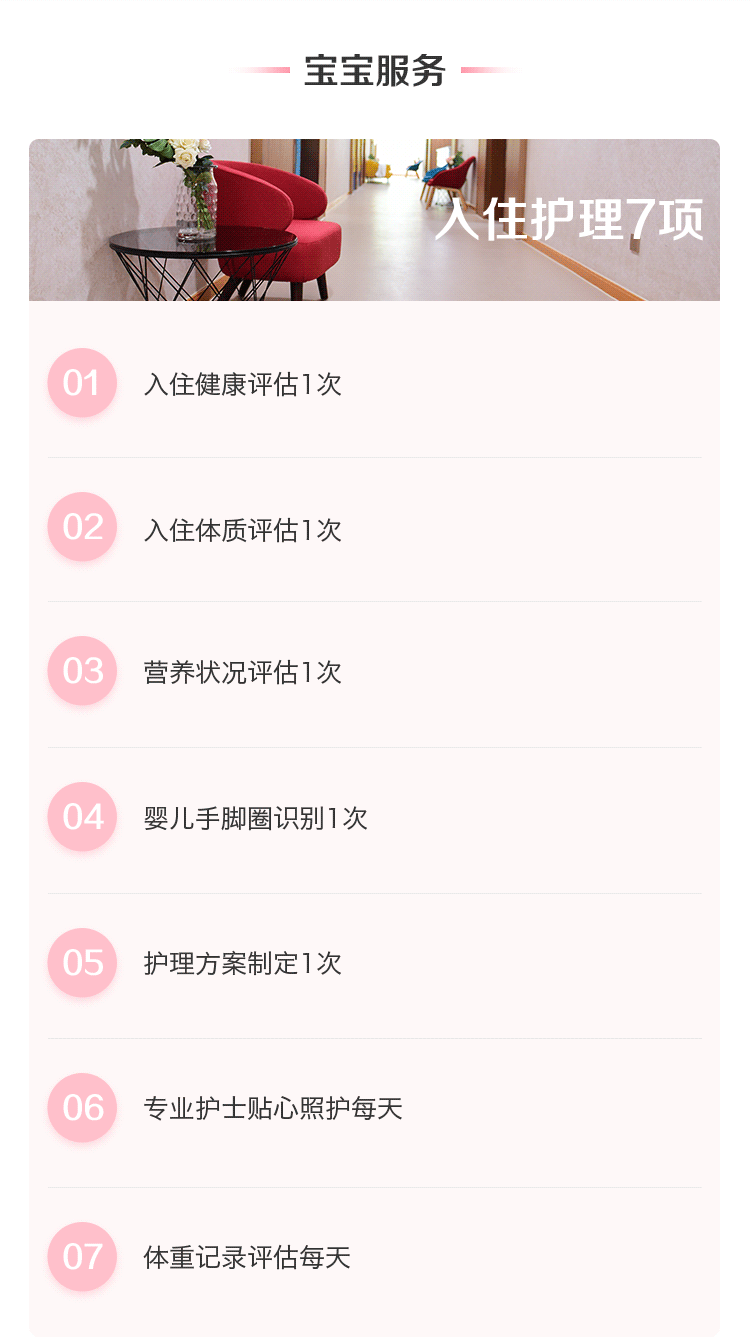 宝宝服务
入住护理7项
01 入住健康评估1次
02 入住体质评估1次
03 营养状况评估1次
04 婴儿手脚圈识别1次
05 护理方案制定1次
06 专业护士贴心照护每天
07 体重记录评估每天